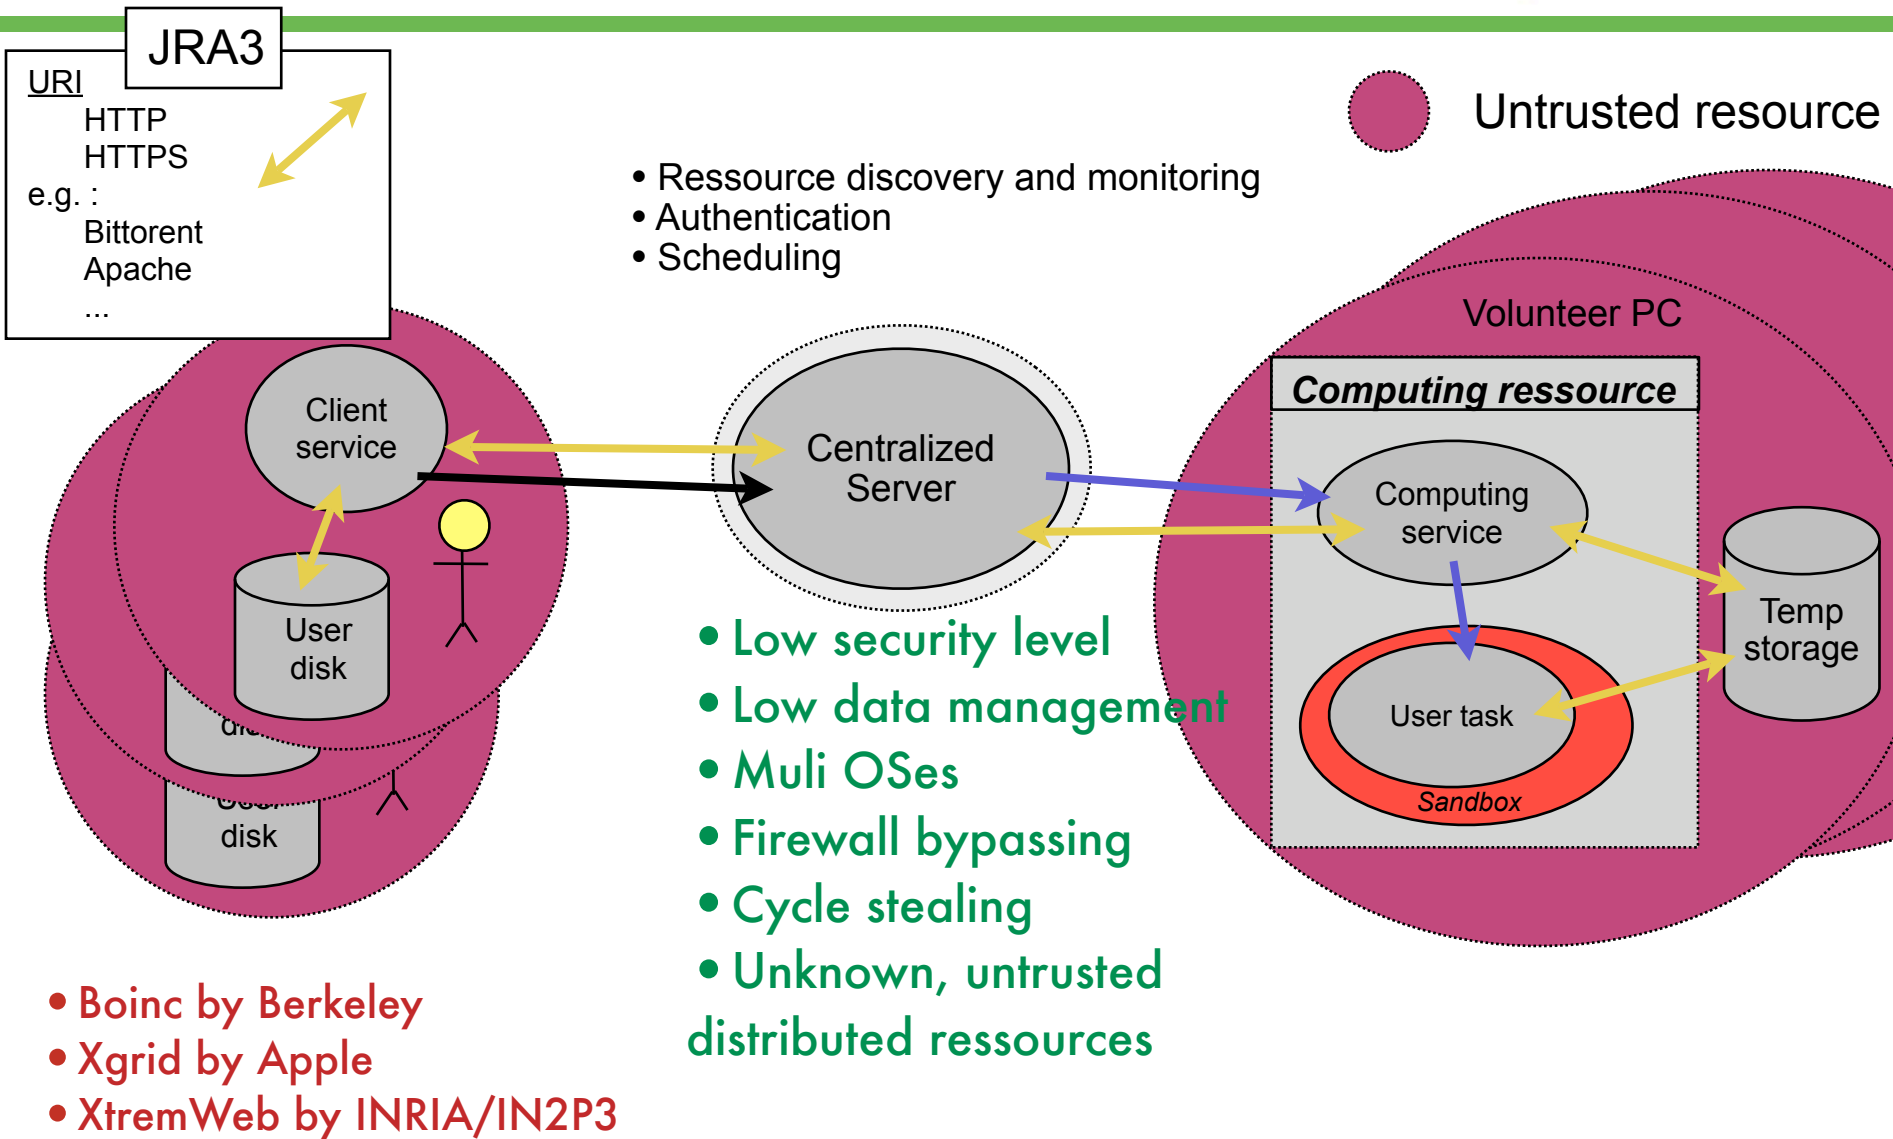 JRA3
URI
HTTP
HTTPS
e.g. :
Bittorent
Apache
...
Untrusted resource
• Ressource discovery and monitoring
• Authentication
• Scheduling
Volunteer PC
Computing ressource
Client
service
Centralized
Server
Computing
service
User
disk
Temp
storage
User task
Sandbox
disk
User
disk
• Low security level
• Low data management
• Muli OSes
• Firewall bypassing
• Cycle stealing
• Unknown, untrusted
distributed ressources
• Boinc by Berkeley
• Xgrid by Apple
• XtremWeb by INRIA/IN2P3